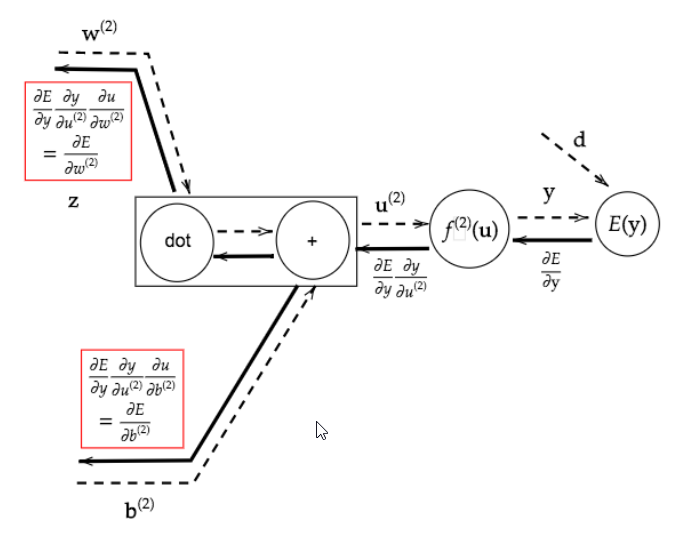 w⁽²⁾
∂E/∂y ∂y/∂u⁽²⁾ ∂u/∂w⁽²⁾
= ∂E/∂w⁽²⁾
z
d
y
u⁽²⁾
dot
+
f⁽²⁾(u)
E(y)
∂E/∂y ∂y/∂u⁽²⁾
∂E/∂y
∂E/∂y ∂y/∂u⁽²⁾ ∂u/∂b⁽²⁾
= ∂E/∂b⁽²⁾
b⁽²⁾